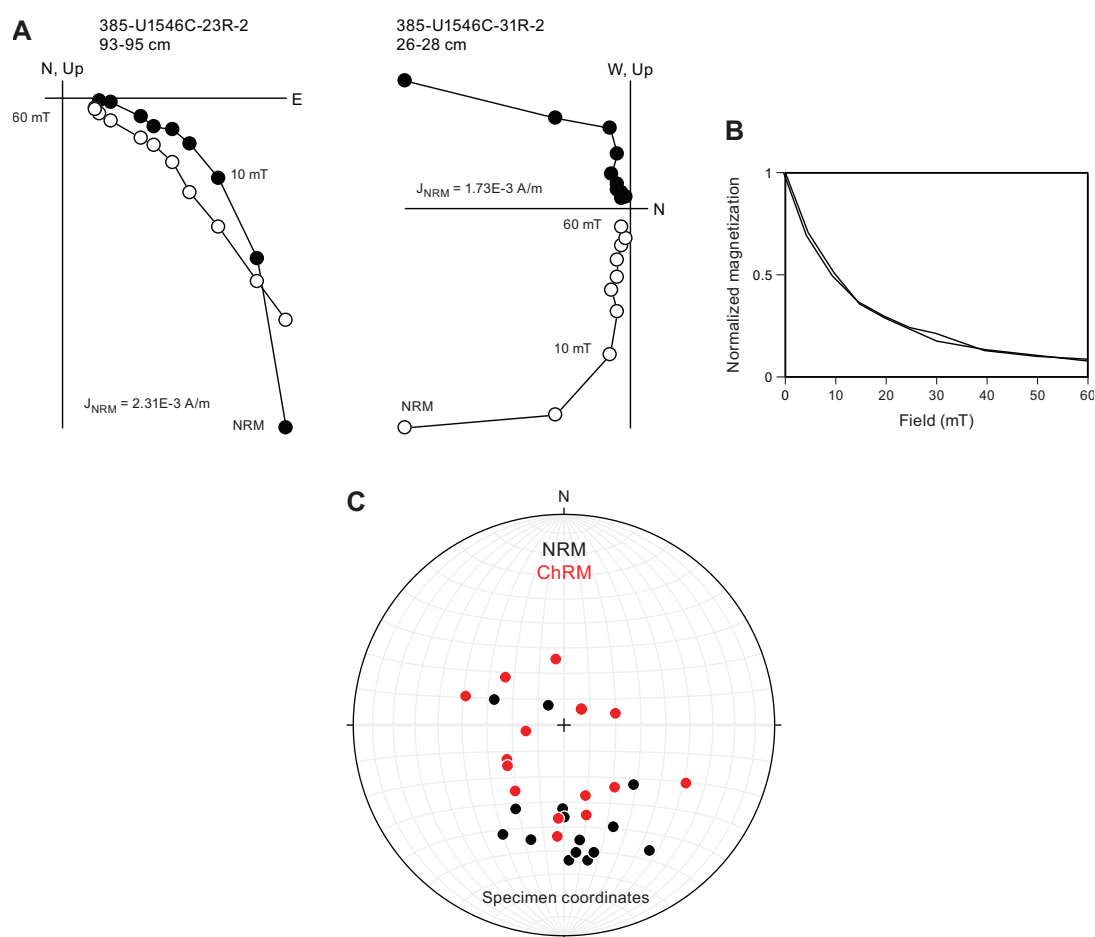 A
385-U1546C-23R-2
93-95 cm
N, Up
E
60 mT
10 mT
JNRM = 2.31E-3 A/m
NRM
385-U1546C-31R-2
26-28 cm
W, Up
JNRM = 1.73E-3 A/m
N
60 mT
10 mT
NRM
B
Normalized magnetization
1
0.5
0
0 10 20 30 40 50 60
Field (mT)
C
N
NRM
ChRM
Specimen coordinates